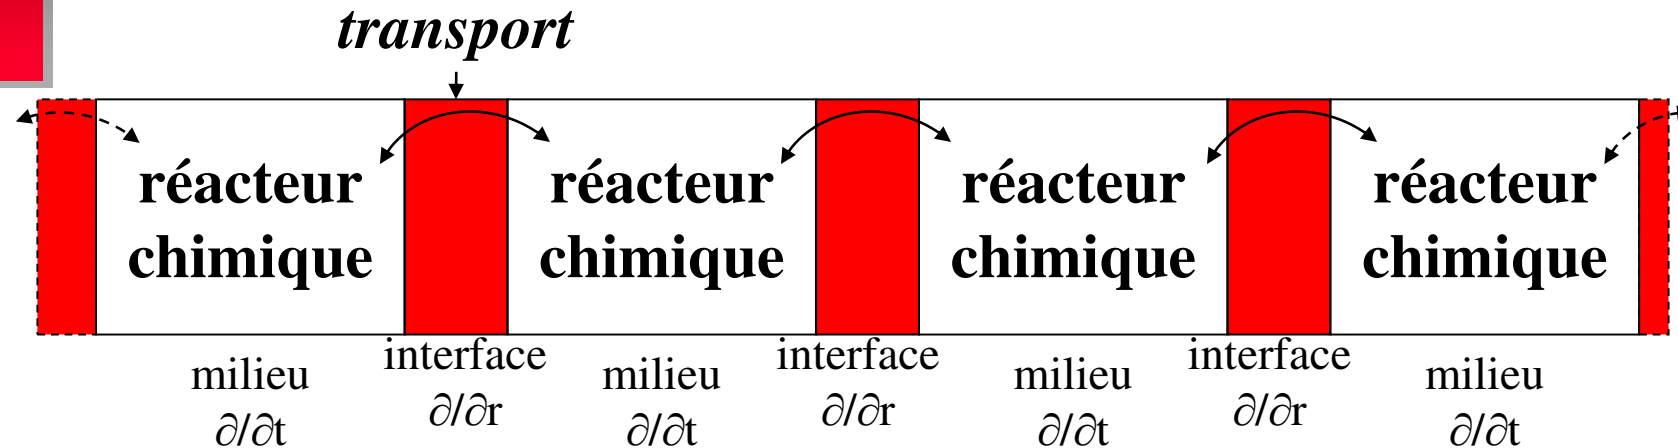 transport
réacteur réacteur réacteur réacteur
chimique chimique chimique chimique
interface interface interface
milieu milieu milieu milieu
∂/∂r ∂/∂r ∂/∂r
∂/∂t ∂/∂t ∂/∂t ∂/∂t